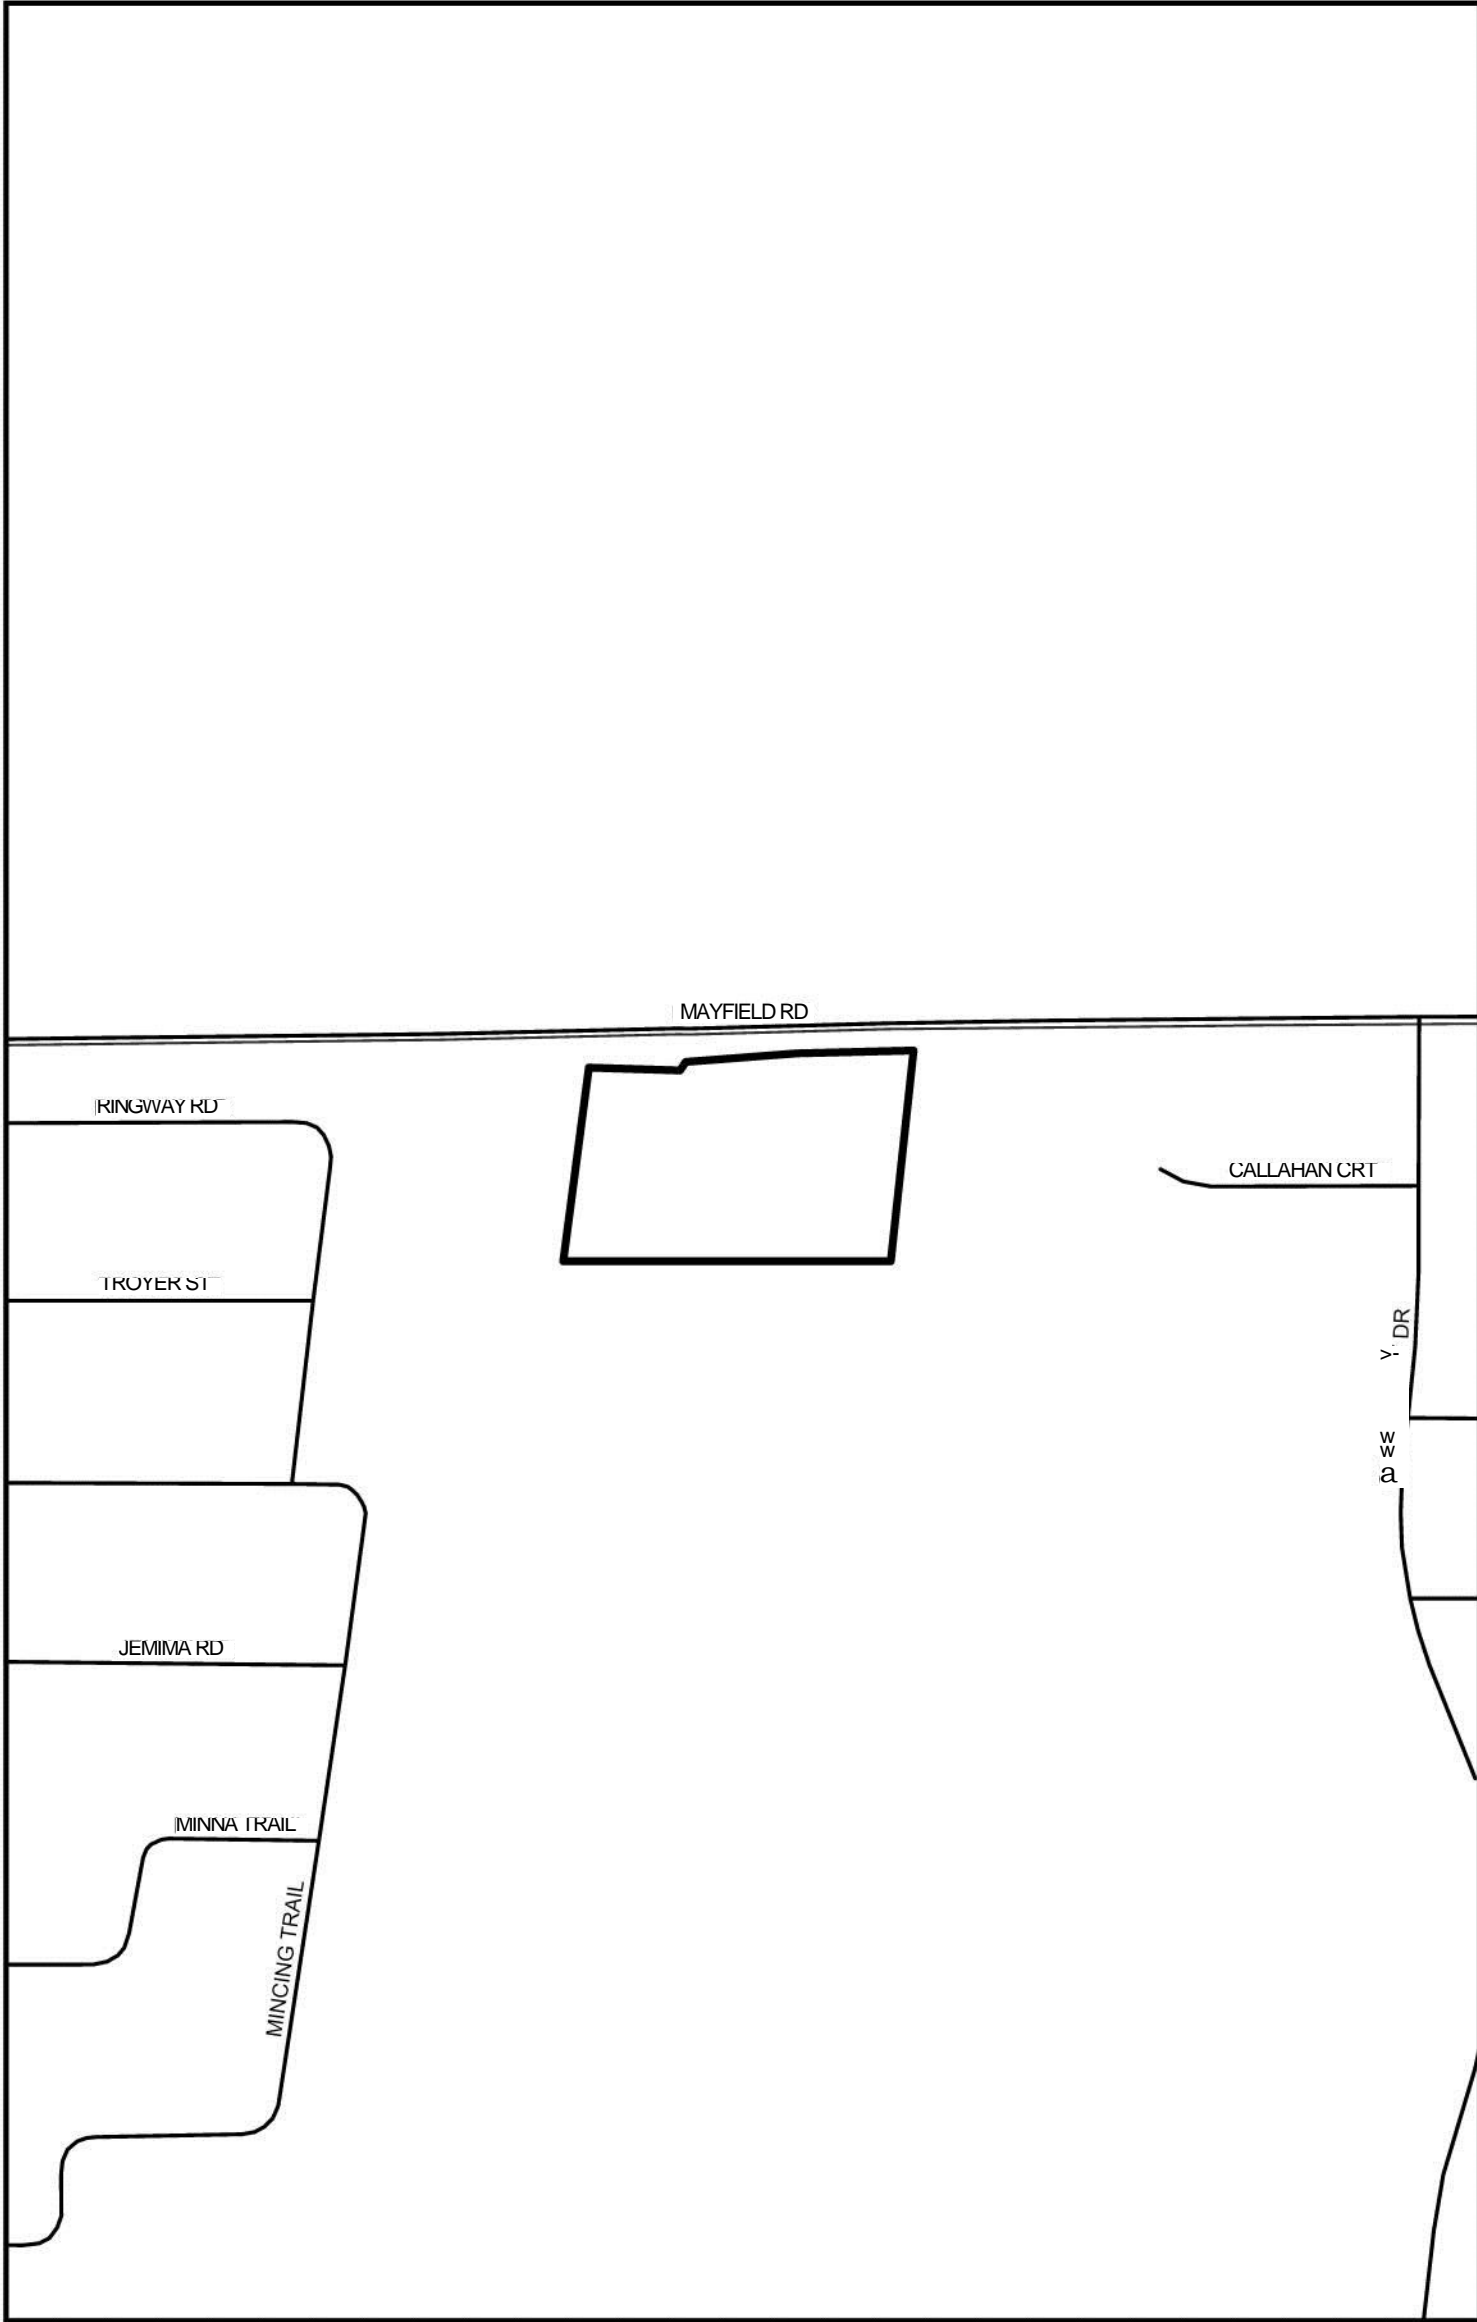 MAYFIELD RD
RINGWAY RD
CALLAHAN CRT
TROYER ST
DR
JEMIMA RD
MINNA TRAIL
MINCING TRAIL